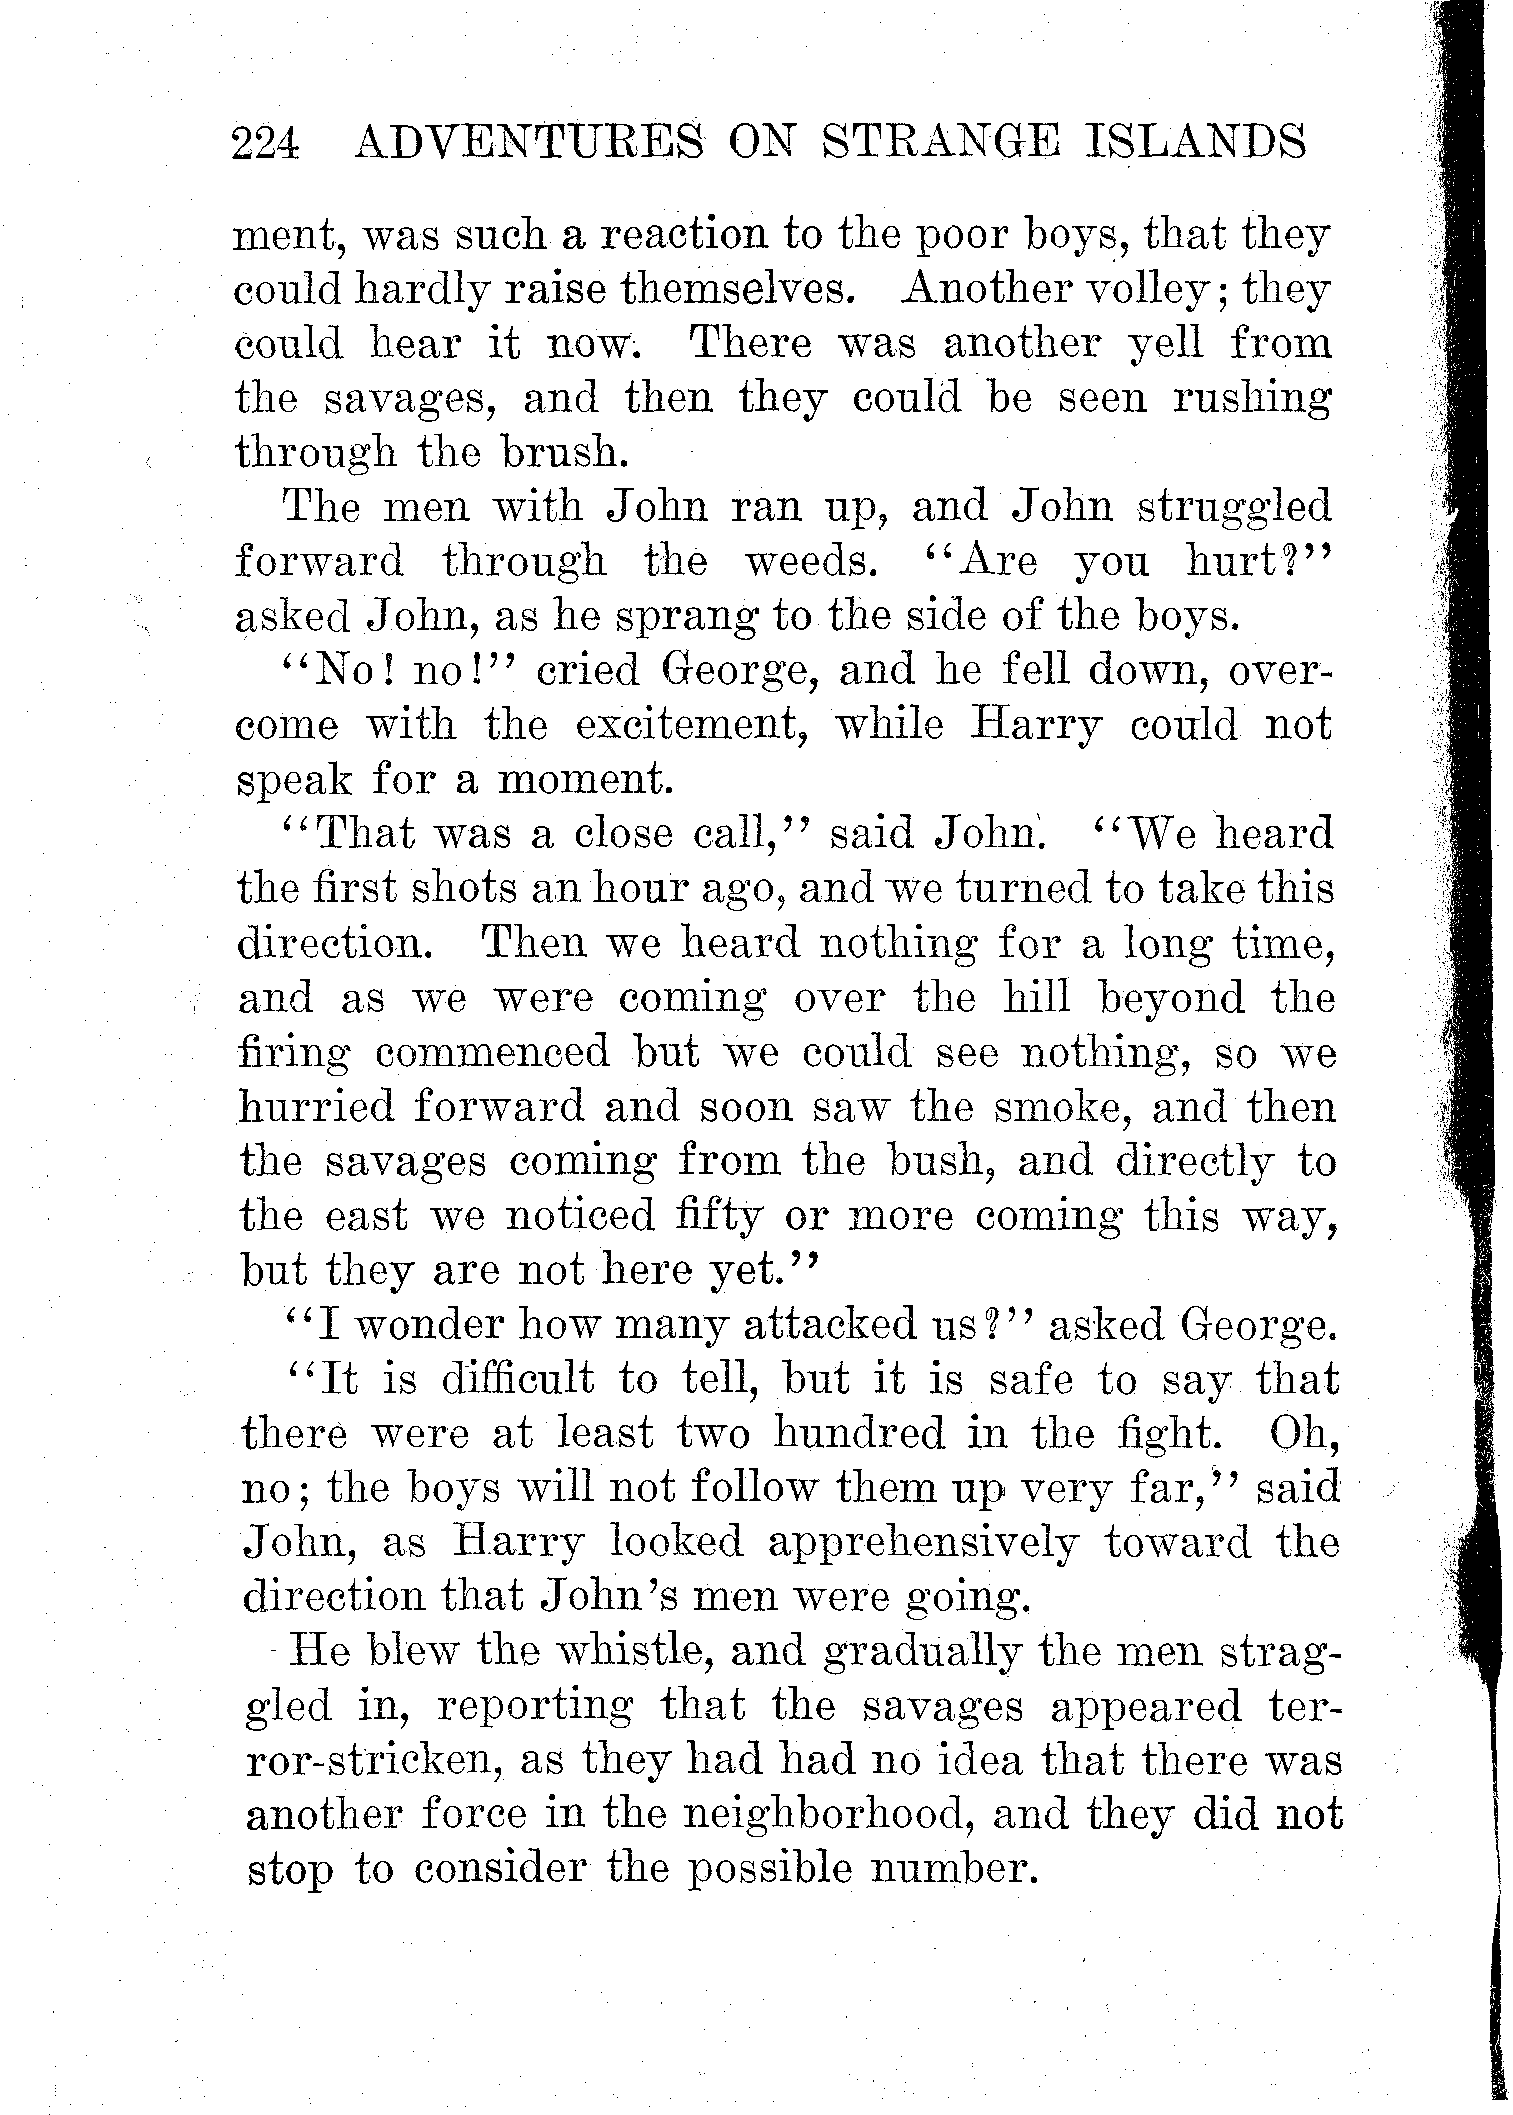 224 ADVENTURES ON STRANGE ISLANDS
ment, was such a reaction to the poor boys, that they
could hardly raise themselves. Another volley; they
could hear it now. There was another yell from
the savages, and then they could be seen rushing
through the brush.
The men with John ran up, and John struggled
forward through the weeds. “Are you hurt?”
asked John, as he sprang to the side of the boys.
“No! no!” cried George, and he fell down, over-
come with the excitement, while Harry could not
speak for a moment.
“That was a close call,” said John. “We heard
the first shots an hour ago, and we turned to take this
direction. Then we heard nothing for a long time,
and as we were coming over the hill beyond the
firing commenced but we could see nothing, so we
hurried forward and soon saw the smoke, and then
the savages coming from the bush, and directly to
the east we noticed fifty or more coming this way,
but they are not here yet.”
“I wonder how many attacked us?” asked George.
“It is difficult to tell, but it is safe to say that
there were at least two hundred in the fight. Oh,
no; the boys will not follow them up very far,” said
John, as Harry looked apprehensively toward the
direction that John’s men were going.
He blew the whistle, and gradually the men strag-
gled in, reporting that the savages appeared ter-
ror-stricken, as they had had no idea that there was
another force in the neighborhood, and they did not
stop to consider the possible number.